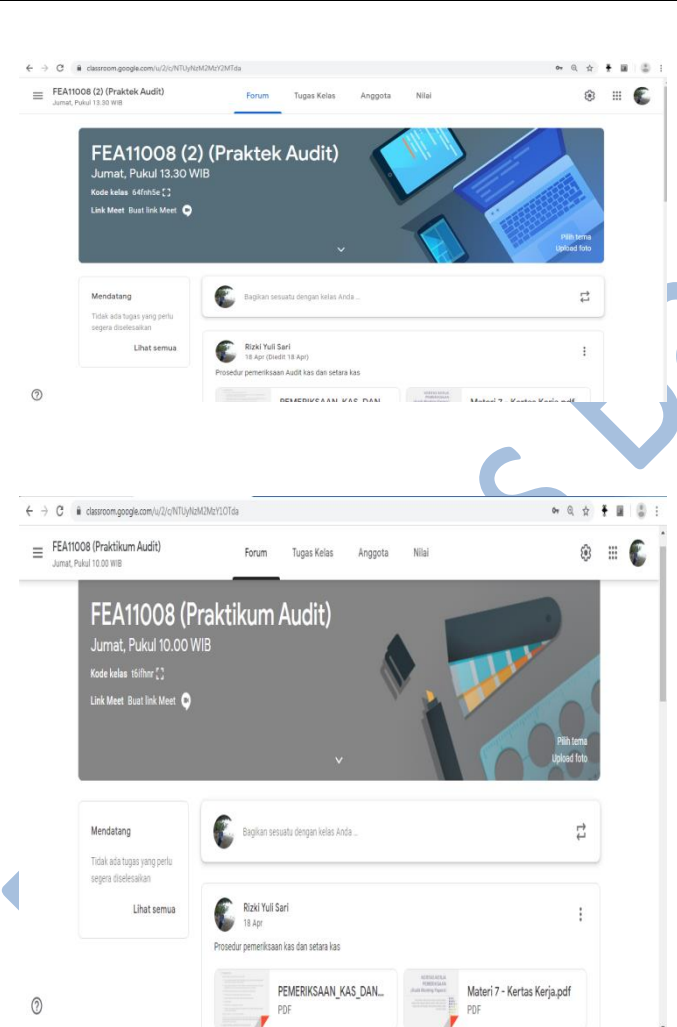 classroom.google.com/u/2/c/NTUyNzM2MzY2MTda
FEA11008 (2) (Praktek Audit)
Jumat, Pukul 13.30 WIB
Forum Tugas Kelas Anggota Nilai
FEA11008 (2) (Praktek Audit)
Jumat, Pukul 13.30 WIB
Kode kelas 64fnh5e
Link Meet Buat link Meet
Pilih tema
Upload foto
Mendatang
Tidak ada tugas yang perlu
segera diselesaikan
Lihat semua
Bagikan sesuatu dengan kelas Anda ...
Rizki Yuli Sari
18 Apr (Diedit 18 Apr)
Prosedur pemeriksaan Audit kas dan setara kas
PEMERIKSAAN_KAS_DAN...
Materi 7 - Kertas Kerja.pdf
classroom.google.com/u/2/c/NTUyNzM2MzY1OTda
FEA11008 (Praktikum Audit)
Jumat, Pukul 10.00 WIB
Forum Tugas Kelas Anggota Nilai
FEA11008 (Praktikum Audit)
Jumat, Pukul 10.00 WIB
Kode kelas t6ifhnr
Link Meet Buat link Meet
Pilih tema
Upload foto
Mendatang
Tidak ada tugas yang perlu
segera diselesaikan
Lihat semua
Bagikan sesuatu dengan kelas Anda ...
Rizki Yuli Sari
18 Apr
Prosedur pemeriksaan kas dan setara kas
PEMERIKSAAN_KAS_DAN...
PDF
Materi 7 - Kertas Kerja.pdf
PDF